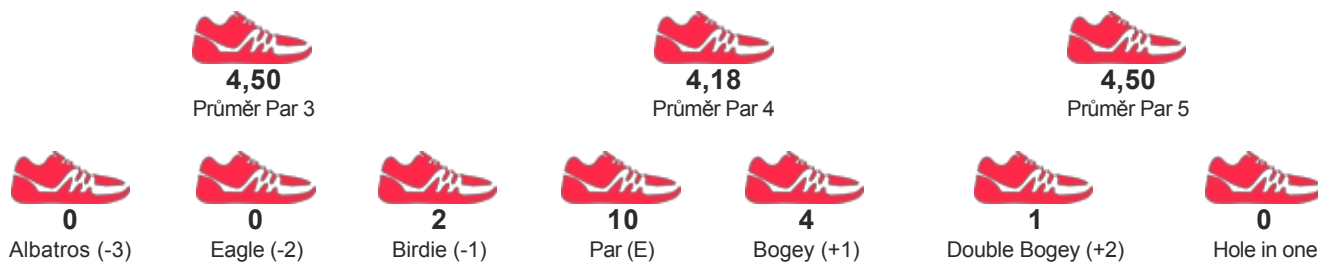 4,50 4,18 4,50
Průměr Par 3 Průměr Par 4 Průměr Par 5
0 0 2 10 4 1 0
Albatros (-3) Eagle (-2) Birdie (-1) Par (E) Bogey (+1) Double Bogey (+2) Hole in one